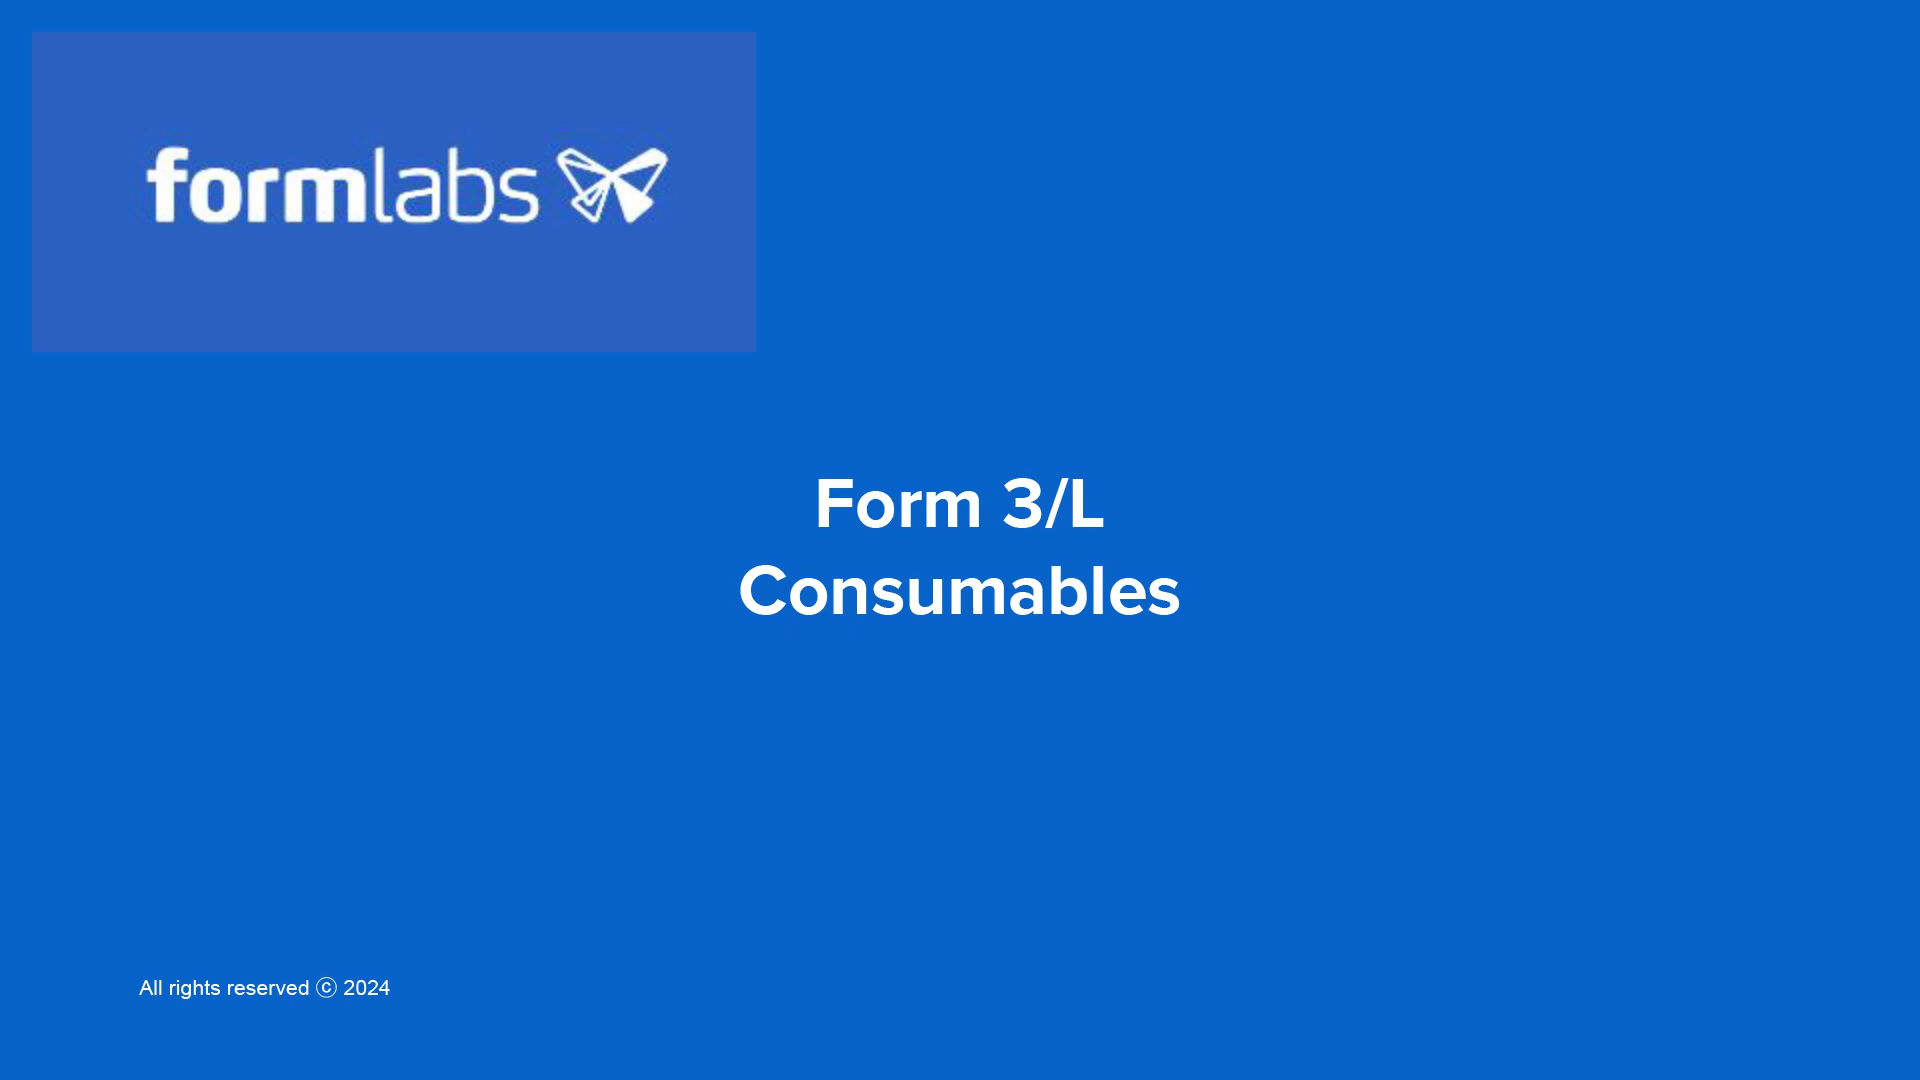 formlabs
Form 3/L
Consumables
All rights reserved ⓒ 2024